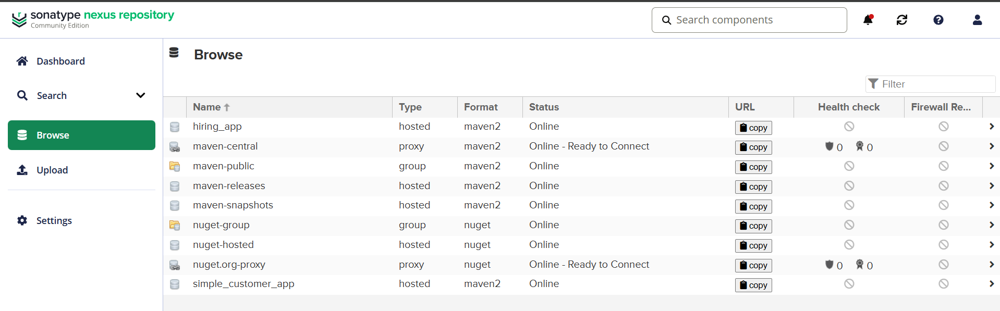 sonatype nexus repository
Community Edition
Search components
Dashboard
Search
Browse
Upload
Settings
Browse
Filter
Name Type Format Status URL Health check Firewall Re...
hiring_app hosted maven2 Online copy
maven-central proxy maven2 Online - Ready to Connect copy 0 0
maven-public group maven2 Online copy
maven-releases hosted maven2 Online copy
maven-snapshots hosted maven2 Online copy
nuget-group group nuget Online copy
nuget-hosted hosted nuget Online copy
nuget.org-proxy proxy nuget Online - Ready to Connect copy 0 0
simple_customer_app hosted maven2 Online copy